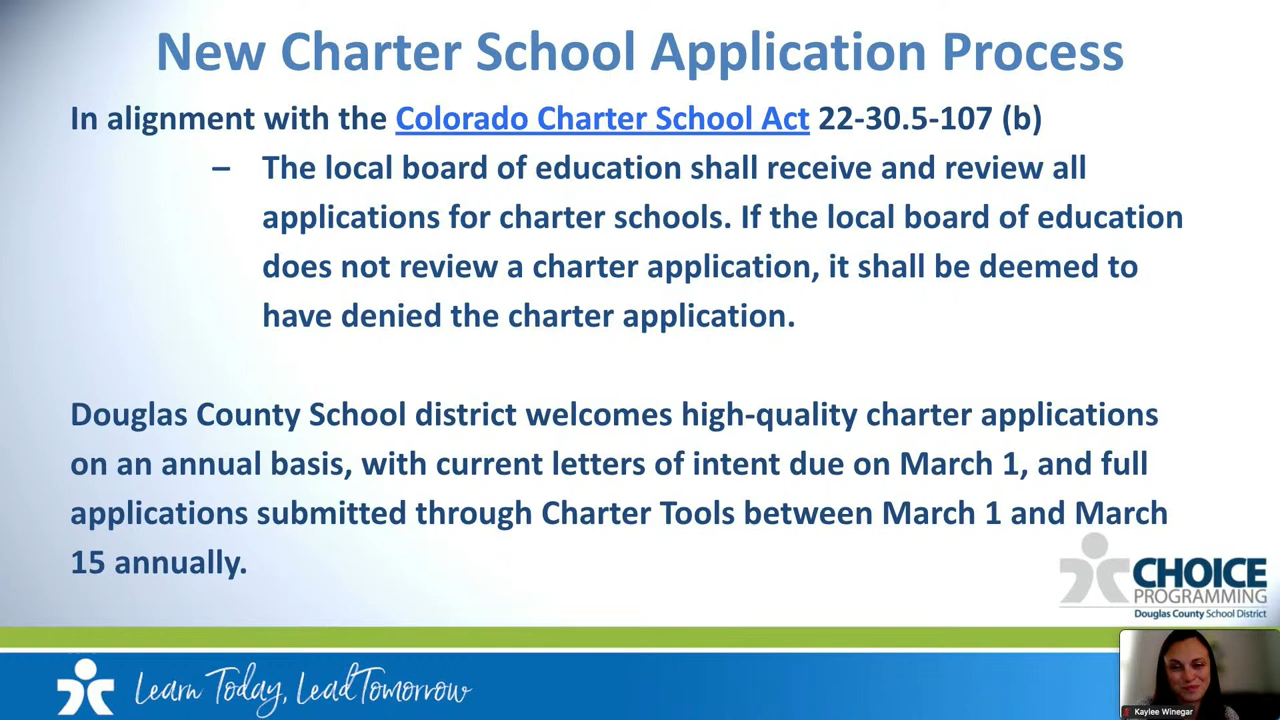 New Charter School Application Process
In alignment with the Colorado Charter School Act 22-30.5-107 (b)
– The local board of education shall receive and review all
applications for charter schools. If the local board of education
does not review a charter application, it shall be deemed to
have denied the charter application.
Douglas County School district welcomes high-quality charter applications
on an annual basis, with current letters of intent due on March 1, and full
applications submitted through Charter Tools between March 1 and March
15 annually.
CHOICE
PROGRAMMING
Douglas County School District
Learn Today, Lead Tomorrow
Kaylee Winegar